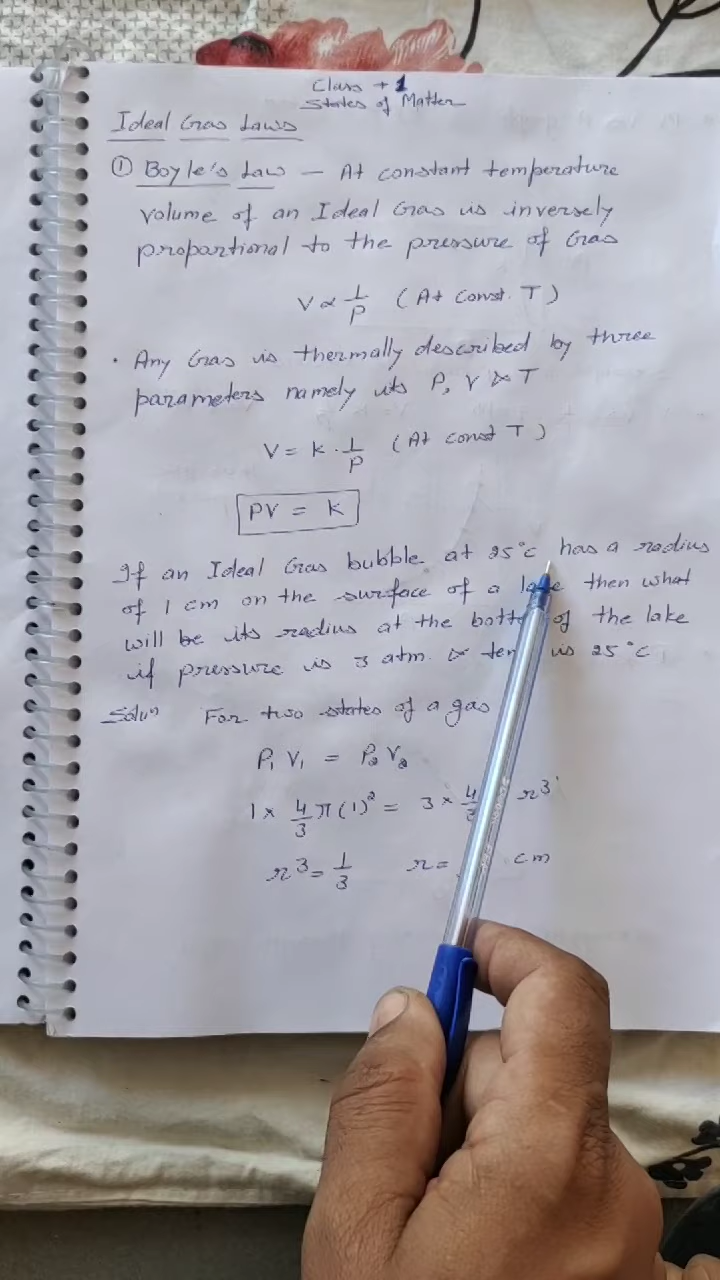 Class + 1
States of Matter
Ideal Gas Laws
① Boyle's Law — At constant temperature
volume of an Ideal Gas is inversely
proportional to the pressure of Gas
V ∝ 1/P (At Const. T)
• Any Gas is thermally described by three
parameters namely its P, V & T
V = K · 1/P (At const T)
PV = K
If an Ideal Gas bubble at 25°C has a radius
of 1 cm on the surface of a lake then what
will be its radius at the bott of the lake
if pressure is 3 atm. & tem is 25°C
Solun For two states of a gas
P₁ V₁ = P₂ V₂
1 × 4/3 π (1)² = 3 × 4/3 r³
r³ = 1/3 r = cm